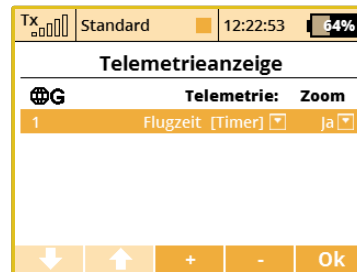 Tx Standard 12:22:53 64%
Telemetrieanzeige
G Telemetrie: Zoom
1 Flugzeit [Timer] Ja
+ - Ok